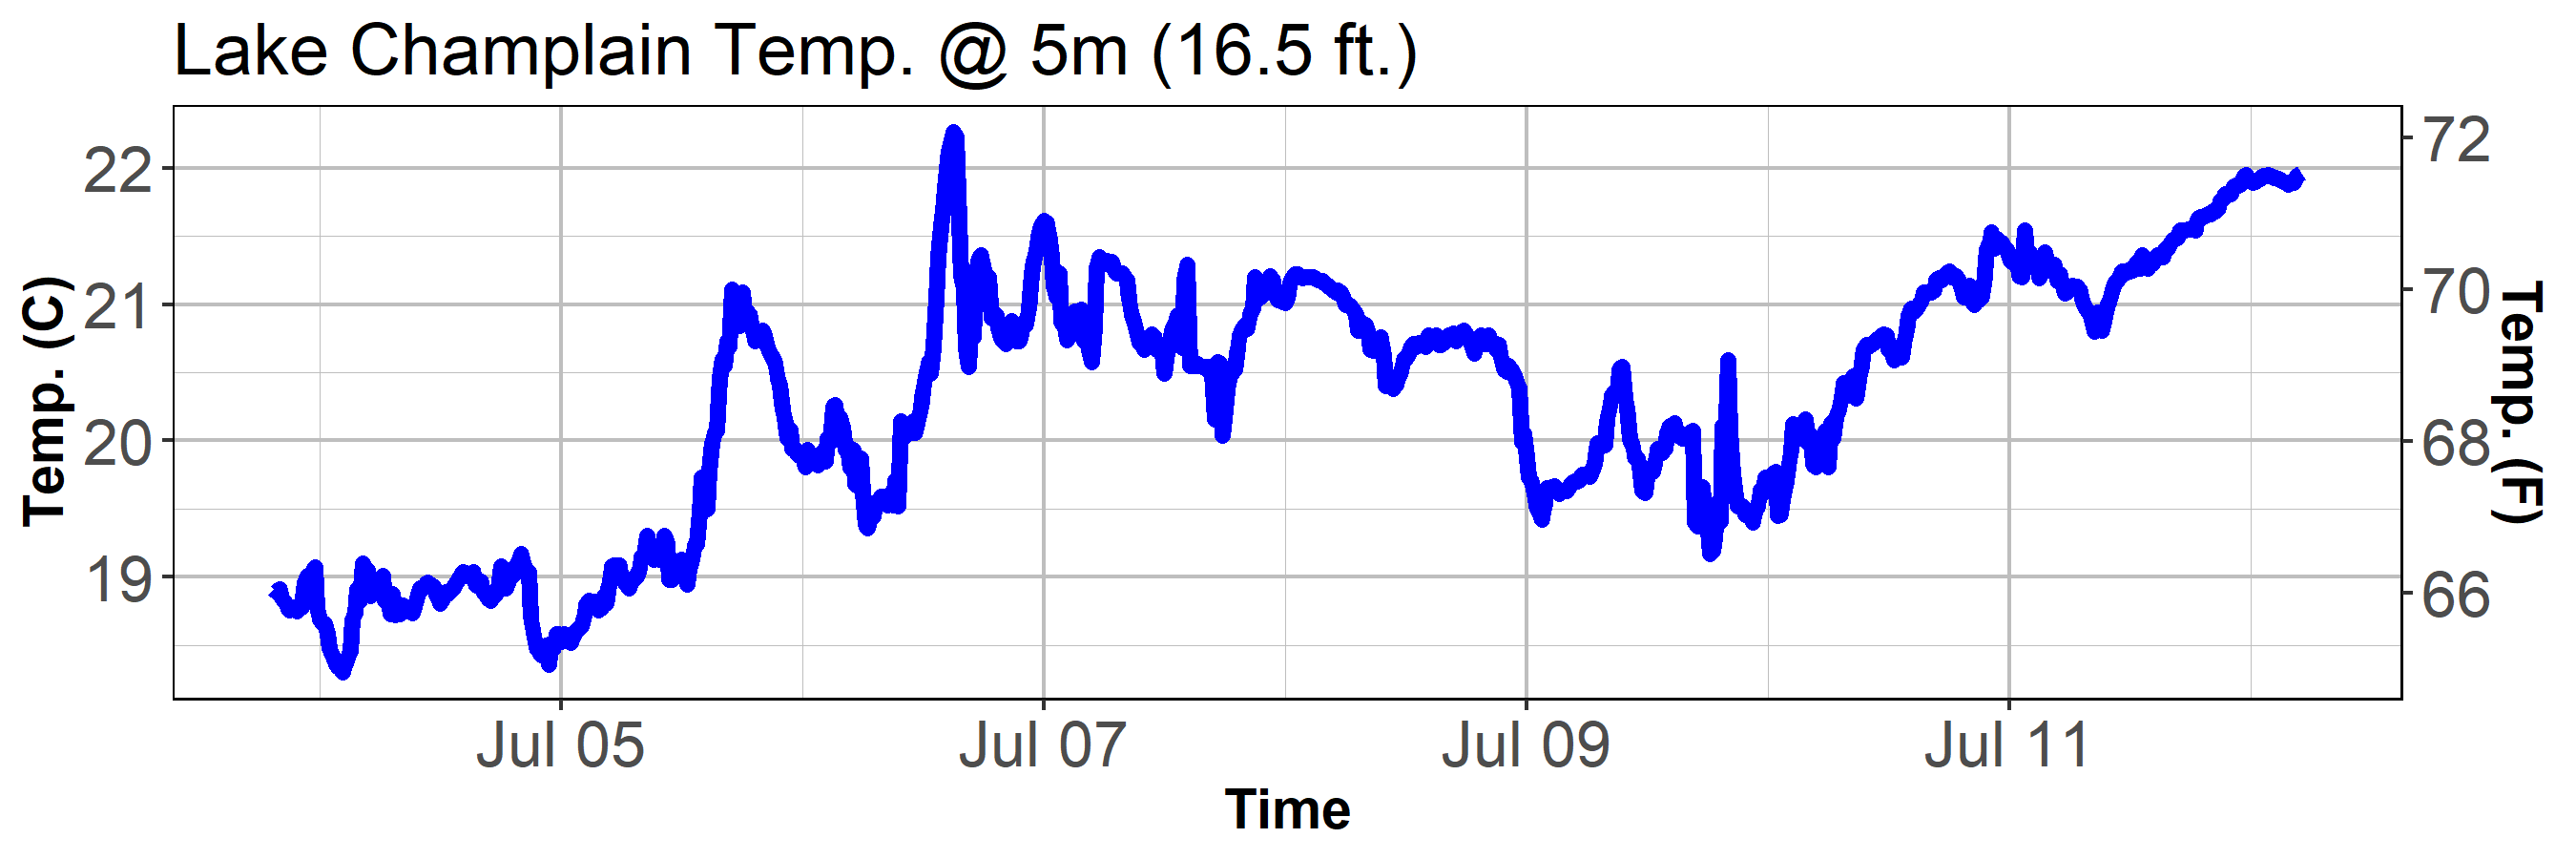 Lake Champlain Temp. @ 5m (16.5 ft.)
Temp. (C)
22
21
20
19
72
70
68
66
Temp. (F)
Jul 05 Jul 07 Jul 09 Jul 11
Time